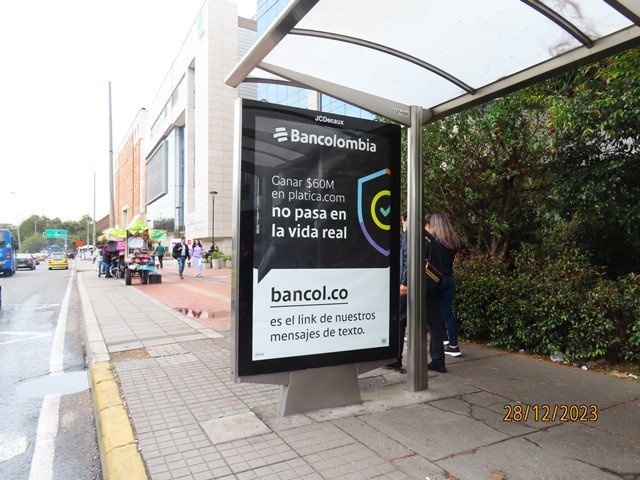 JCDecaux
Bancolombia
Ganar $60M
en platica.com
no pasa en
la vida real
bancol.co
es el link de nuestros
mensajes de texto.
28/12/2023